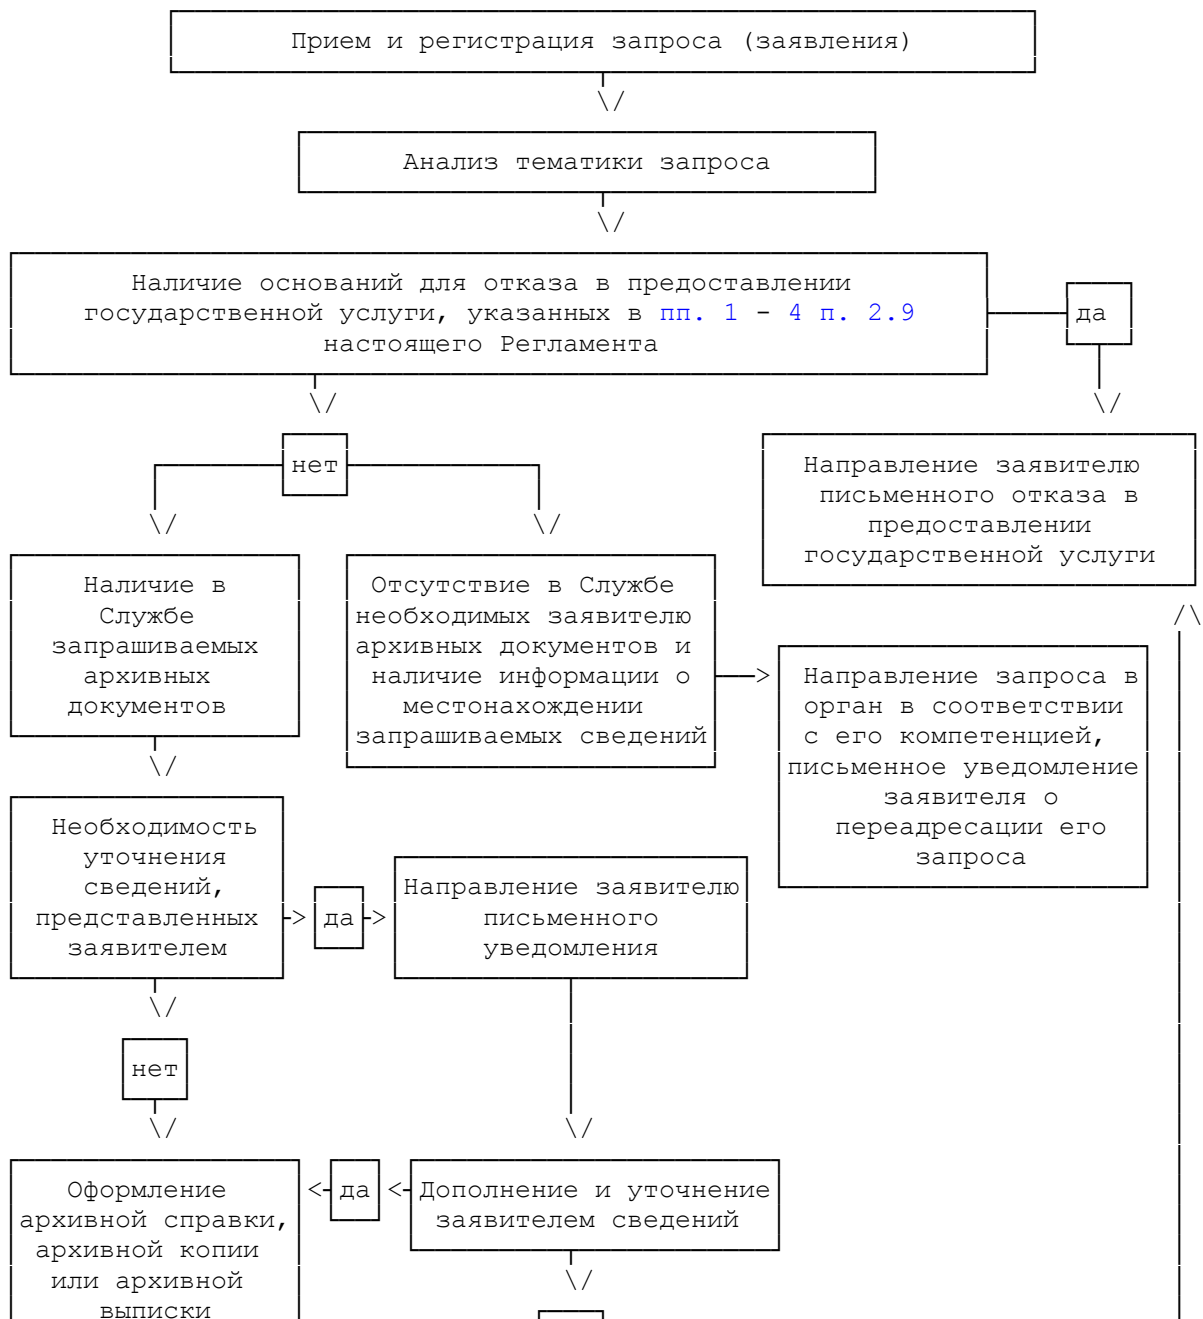 Прием и регистрация запроса (заявления)
Анализ тематики запроса
Наличие оснований для отказа в предоставлении
государственной услуги, указанных в пп. 1 - 4 п. 2.9
настоящего Регламента
да
нет
Направление заявителю
письменного отказа в
предоставлении
государственной услуги
Наличие в
Службе
запрашиваемых
архивных
документов
Отсутствие в Службе
необходимых заявителю
архивных документов и
наличие информации о
местонахождении
запрашиваемых сведений
Направление запроса в
орган в соответствии
с его компетенцией,
письменное уведомление
заявителя о
переадресации его
запроса
Необходимость
уточнения
сведений,
представленных
заявителем
да
Направление заявителю
письменного
уведомления
нет
Оформление
архивной справки,
архивной копии
или архивной
выписки
да
Дополнение и уточнение
заявителем сведений